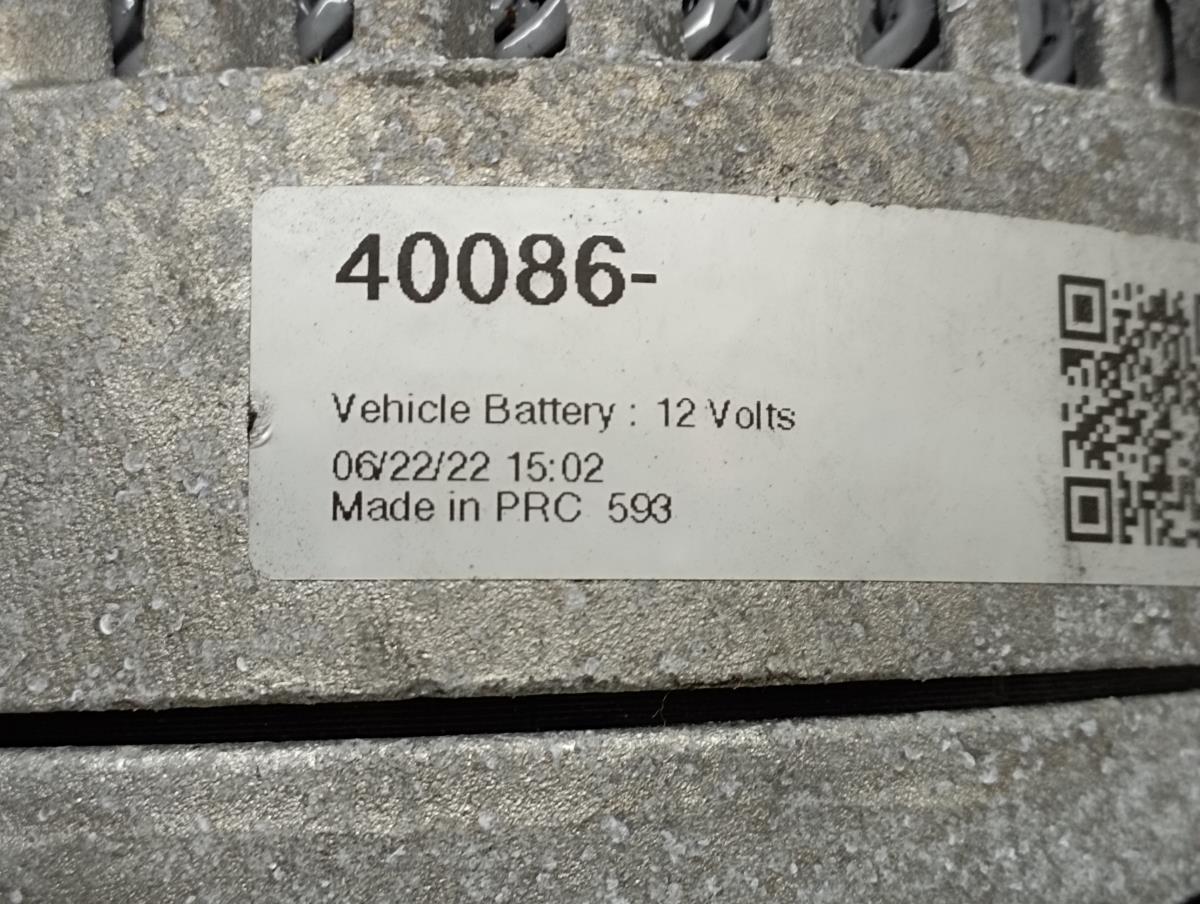 40086-
Vehicle Battery : 12 Volts
06/22/22 15:02
Made in PRC 593